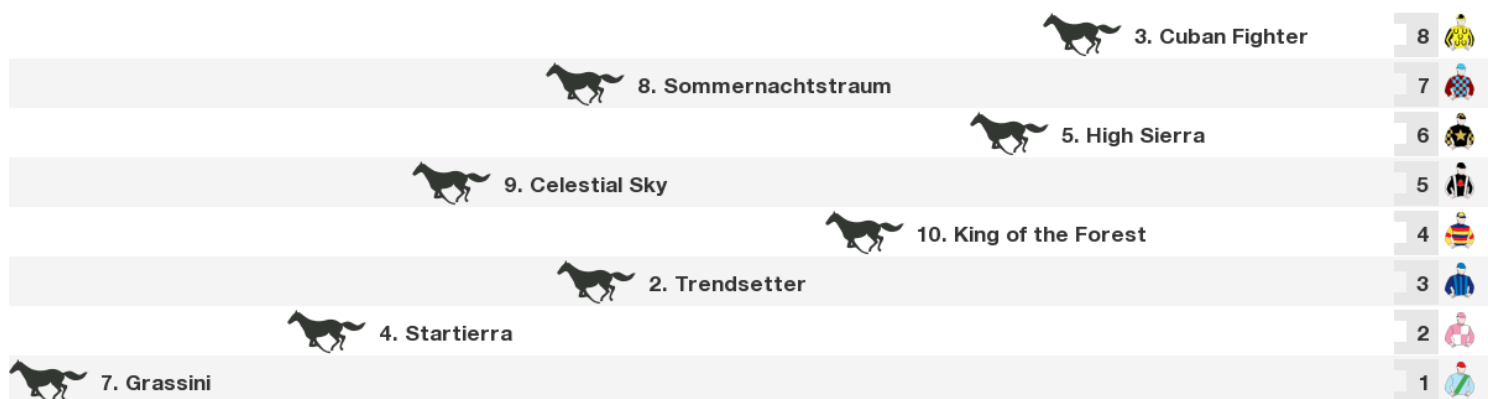 3. Cuban Fighter 8
8. Sommernachtstraum 7
5. High Sierra 6
9. Celestial Sky 5
10. King of the Forest 4
2. Trendsetter 3
4. Startierra 2
7. Grassini 1